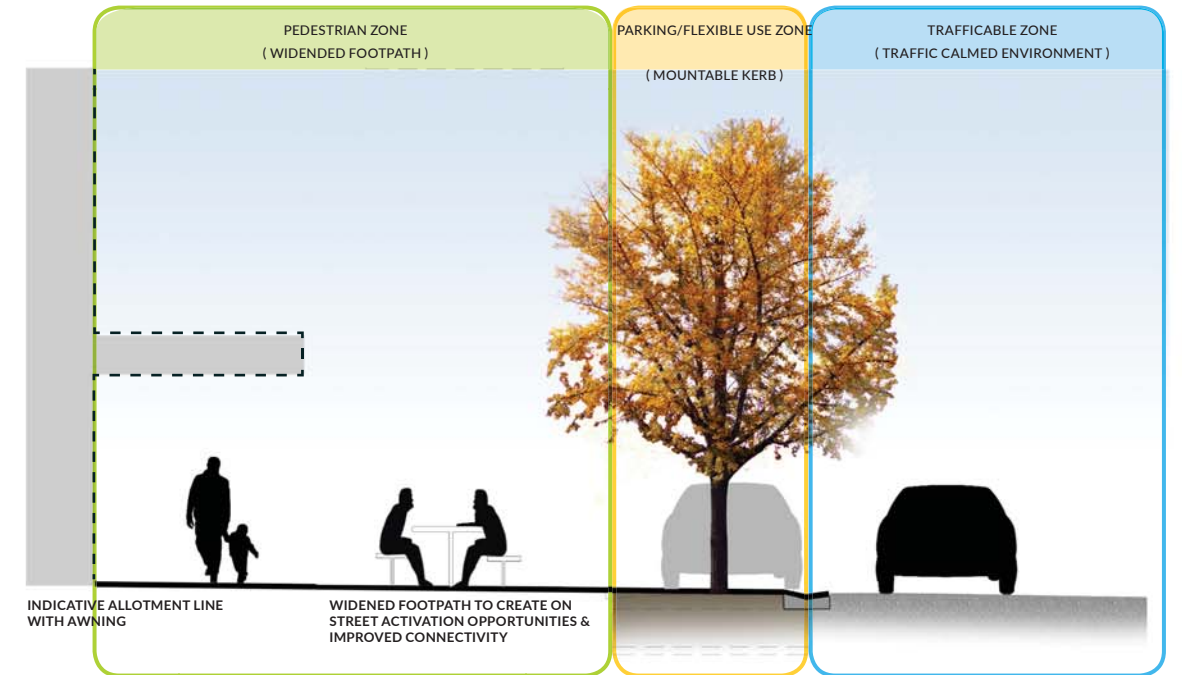 PEDESTRIAN ZONE
( WIDENDED FOOTPATH )
PARKING/FLEXIBLE USE ZONE
( MOUNTABLE KERB )
TRAFFICABLE ZONE
( TRAFFIC CALMED ENVIRONMENT )
INDICATIVE ALLOTMENT LINE
WITH AWNING
WIDENED FOOTPATH TO CREATE ON
STREET ACTIVATION OPPORTUNITIES &
IMPROVED CONNECTIVITY